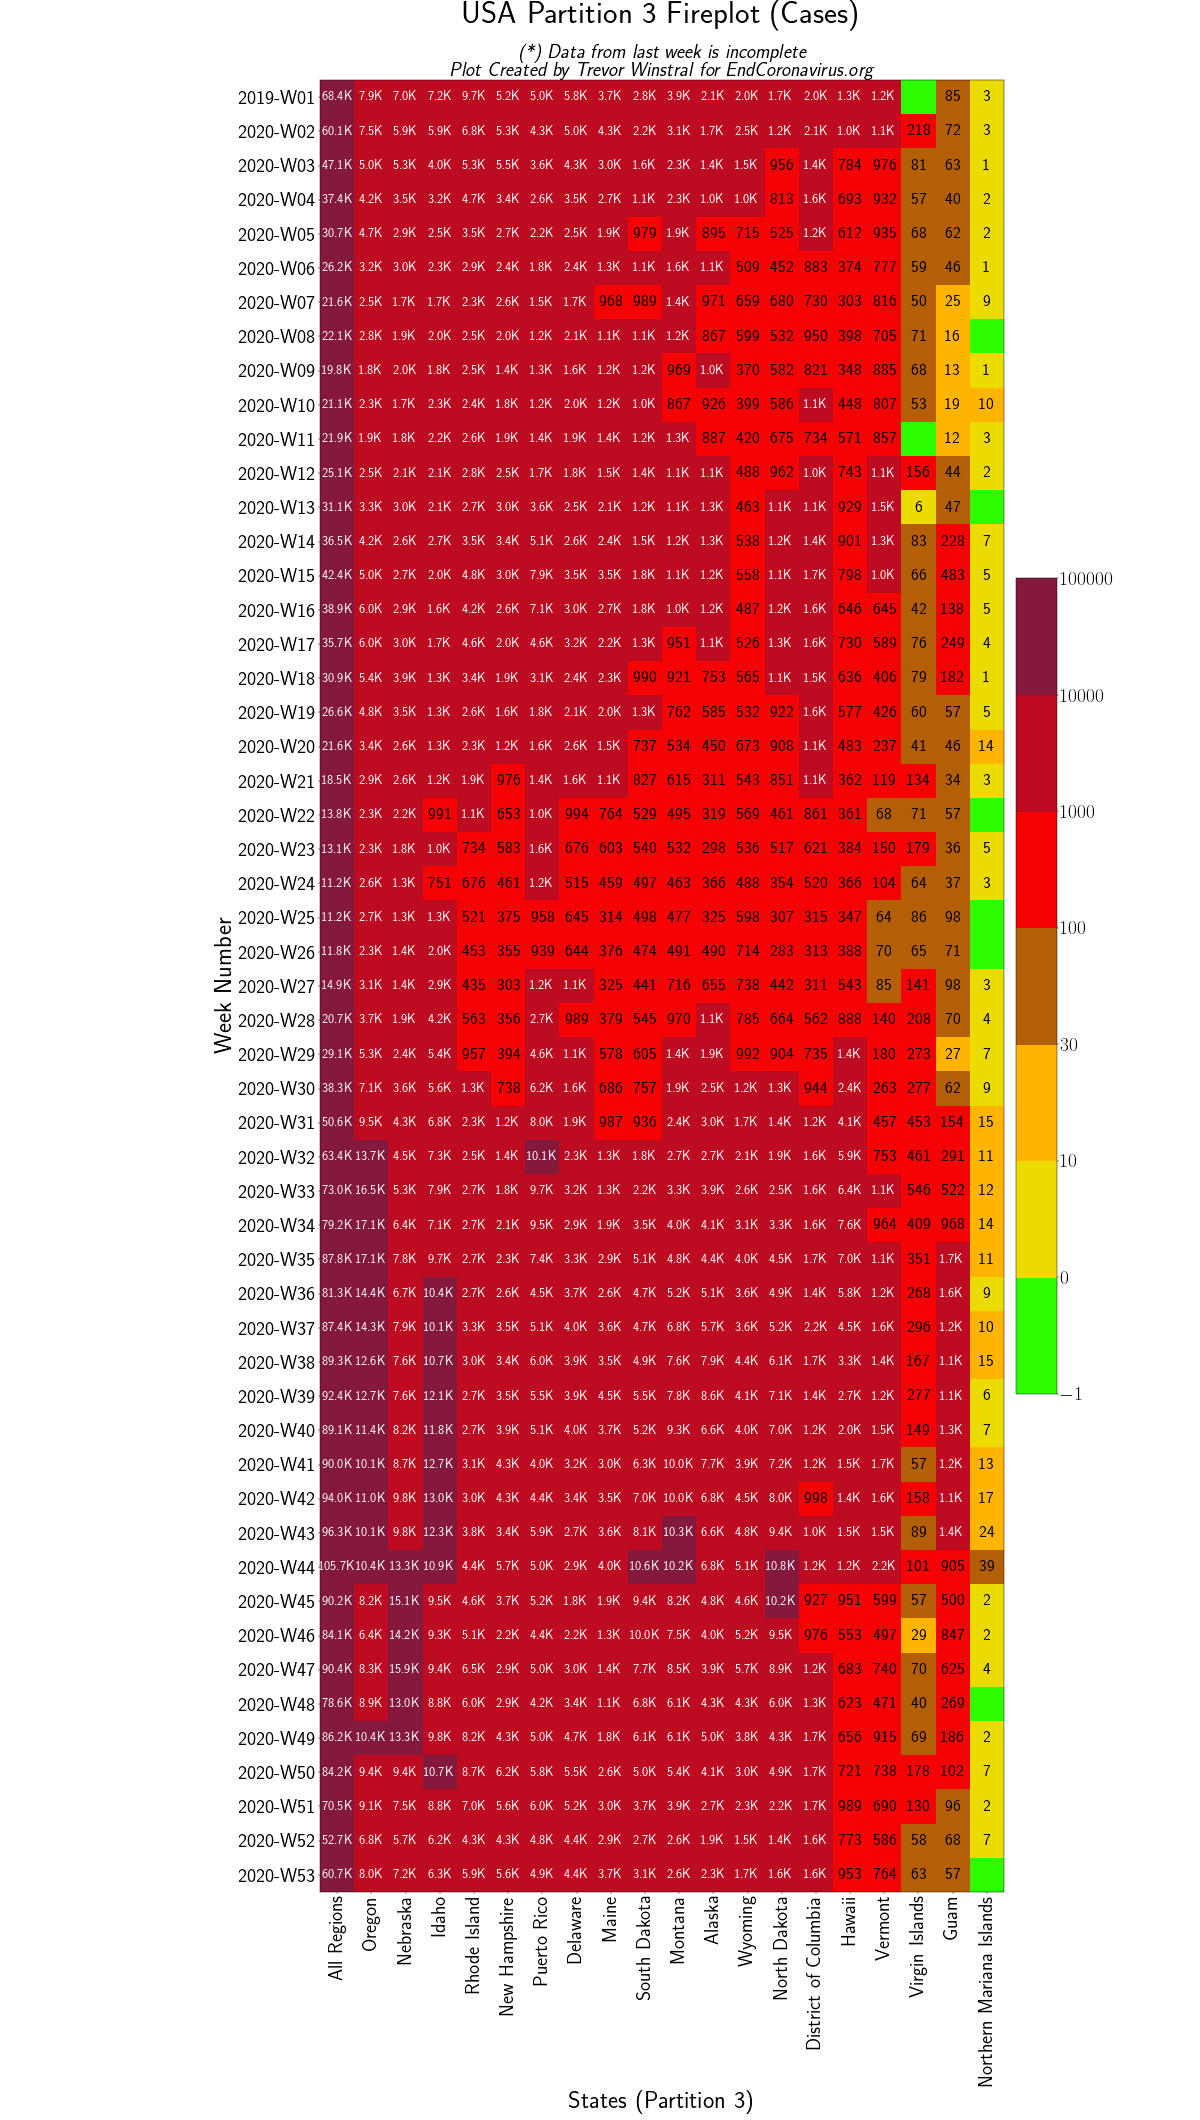 USA Partition 3 Fireplot (Cases)
(*) Data from last week is incomplete
Plot Created by Trevor Winstral for EndCoronavirus.org
2019-W01 68.4K 7.9K 7.0K 7.2K 9.7K 5.2K 5.0K 5.8K 3.7K 2.8K 3.9K 2.1K 2.0K 1.7K 2.0K 1.3K 1.2K 85 3
2020-W02 60.1K 7.5K 5.9K 5.9K 6.8K 5.3K 4.3K 5.0K 4.3K 2.2K 3.1K 1.7K 2.5K 1.2K 2.1K 1.0K 1.1K 218 72 3
2020-W03 47.1K 5.0K 5.3K 4.0K 5.3K 5.5K 3.6K 4.3K 3.0K 1.6K 2.3K 1.4K 1.5K 956 1.4K 784 976 81 63 1
2020-W04 37.4K 4.2K 3.5K 3.2K 4.7K 3.4K 2.6K 3.5K 2.7K 1.1K 2.3K 1.0K 1.0K 813 1.6K 693 932 57 40 2
2020-W05 30.7K 4.7K 2.9K 2.5K 3.5K 2.7K 2.2K 2.5K 1.9K 979 1.9K 895 715 525 1.2K 612 935 68 62 2
2020-W06 26.2K 3.2K 3.0K 2.3K 2.9K 2.4K 1.8K 2.4K 1.3K 1.1K 1.6K 1.1K 509 452 883 374 777 59 46 1
2020-W07 21.6K 2.5K 1.7K 1.7K 2.3K 2.6K 1.5K 1.7K 968 989 1.4K 971 659 680 730 303 816 50 25 9
2020-W08 22.1K 2.8K 1.9K 2.0K 2.5K 2.0K 1.2K 2.1K 1.1K 1.1K 1.2K 867 599 532 950 398 705 71 16
2020-W09 19.8K 1.8K 2.0K 1.8K 2.5K 1.4K 1.3K 1.6K 1.2K 1.2K 969 1.0K 370 582 821 348 885 68 13 1
2020-W10 21.1K 2.3K 1.7K 2.3K 2.4K 1.8K 1.2K 2.0K 1.2K 1.0K 867 926 399 586 1.1K 448 807 53 19 10
2020-W11 21.9K 1.9K 1.8K 2.2K 2.6K 1.9K 1.4K 1.9K 1.4K 1.2K 1.3K 887 420 675 734 571 857 12 3
2020-W12 25.1K 2.5K 2.1K 2.1K 2.8K 2.5K 1.7K 1.8K 1.5K 1.4K 1.1K 1.1K 488 962 1.0K 743 1.1K 156 44 2
2020-W13 31.1K 3.3K 3.0K 2.1K 2.7K 3.0K 3.6K 2.5K 2.1K 1.2K 1.1K 1.3K 463 1.1K 1.1K 929 1.5K 6 47
2020-W14 36.5K 4.2K 2.6K 2.7K 3.5K 3.4K 5.1K 2.6K 2.4K 1.5K 1.2K 1.3K 538 1.2K 1.4K 901 1.3K 83 228 7
2020-W15 42.4K 5.0K 2.7K 2.0K 4.8K 3.0K 7.9K 3.5K 3.5K 1.8K 1.1K 1.2K 558 1.1K 1.7K 798 1.0K 66 483 5
2020-W16 38.9K 6.0K 2.9K 1.6K 4.2K 2.6K 7.1K 3.0K 2.7K 1.8K 1.0K 1.2K 487 1.2K 1.6K 646 645 42 138 5
2020-W17 35.7K 6.0K 3.0K 1.7K 4.6K 2.0K 4.6K 3.2K 2.2K 1.3K 951 1.1K 526 1.3K 1.6K 730 589 76 249 4
2020-W18 30.9K 5.4K 3.9K 1.3K 3.4K 1.9K 3.1K 2.4K 2.3K 990 921 753 565 1.1K 1.5K 636 406 79 182 1
2020-W19 26.6K 4.8K 3.5K 1.3K 2.6K 1.6K 1.8K 2.1K 2.0K 1.3K 762 585 532 922 1.6K 577 426 60 57 5
2020-W20 21.6K 3.4K 2.6K 1.3K 2.3K 1.2K 1.6K 2.6K 1.5K 737 534 450 673 908 1.1K 483 237 41 46 14
2020-W21 18.5K 2.9K 2.6K 1.2K 1.9K 976 1.4K 1.6K 1.1K 827 615 311 543 851 1.1K 362 119 134 34 3
2020-W22 13.8K 2.3K 2.2K 991 1.1K 653 1.0K 994 764 529 495 319 569 461 861 361 68 71 57
2020-W23 13.1K 2.3K 1.8K 1.0K 734 583 1.6K 676 603 540 532 298 536 517 621 384 150 179 36 5
2020-W24 11.2K 2.6K 1.3K 751 676 461 1.2K 515 459 497 463 366 488 354 520 366 104 64 37 3
2020-W25 11.2K 2.7K 1.3K 1.3K 521 375 958 645 314 498 477 325 598 307 315 347 64 86 98
2020-W26 11.8K 2.3K 1.4K 2.0K 453 355 939 644 376 474 491 490 714 283 313 388 70 65 71
2020-W27 14.9K 3.1K 1.4K 2.9K 435 303 1.2K 1.1K 325 441 716 655 738 442 311 543 85 141 98 3
2020-W28 20.7K 3.7K 1.9K 4.2K 563 356 2.7K 989 379 545 970 1.1K 785 664 562 888 140 208 70 4
2020-W29 29.1K 5.3K 2.4K 5.4K 957 394 4.6K 1.1K 578 605 1.4K 1.9K 992 904 735 1.4K 180 273 27 7
2020-W30 38.3K 7.1K 3.6K 5.6K 1.3K 738 6.2K 1.6K 686 757 1.9K 2.5K 1.2K 1.3K 944 2.4K 263 277 62 9
2020-W31 50.6K 9.5K 4.3K 6.8K 2.3K 1.2K 8.0K 1.9K 987 936 2.4K 3.0K 1.7K 1.4K 1.2K 4.1K 457 453 154 15
2020-W32 63.4K 13.7K 4.5K 7.3K 2.5K 1.4K 10.1K 2.3K 1.3K 1.8K 2.7K 2.7K 2.1K 1.9K 1.6K 5.9K 753 461 291 11
2020-W33 73.0K 16.5K 5.3K 7.9K 2.7K 1.8K 9.7K 3.2K 1.3K 2.2K 3.3K 3.9K 2.6K 2.5K 1.6K 6.4K 1.1K 546 522 12
2020-W34 79.2K 17.1K 6.4K 7.1K 2.7K 2.1K 9.5K 2.9K 1.9K 3.5K 4.0K 4.1K 3.1K 3.3K 1.6K 7.6K 964 409 968 14
2020-W35 87.8K 17.1K 7.8K 9.7K 2.7K 2.3K 7.4K 3.3K 2.9K 5.1K 4.8K 4.4K 4.0K 4.5K 1.7K 7.0K 1.1K 351 1.7K 11
2020-W36 81.3K 14.4K 6.7K 10.4K 2.7K 2.6K 4.5K 3.7K 2.6K 4.7K 5.2K 5.1K 3.6K 4.9K 1.4K 5.8K 1.2K 268 1.6K 9
2020-W37 87.4K 14.3K 7.9K 10.1K 3.3K 3.5K 5.1K 4.0K 3.6K 4.7K 6.8K 5.7K 3.6K 5.2K 2.2K 4.5K 1.6K 296 1.2K 10
2020-W38 89.3K 12.6K 7.6K 10.7K 3.0K 3.4K 6.0K 3.9K 3.5K 4.9K 7.6K 7.9K 4.4K 6.1K 1.7K 3.3K 1.4K 167 1.1K 15
2020-W39 92.4K 12.7K 7.6K 12.1K 2.7K 3.5K 5.5K 3.9K 4.5K 5.5K 7.8K 8.6K 4.1K 7.1K 1.4K 2.7K 1.2K 277 1.1K 6
2020-W40 89.1K 11.4K 8.2K 11.8K 2.7K 3.9K 5.1K 4.0K 3.7K 5.2K 9.3K 6.6K 4.0K 7.0K 1.2K 2.0K 1.5K 149 1.3K 7
2020-W41 90.0K 10.1K 8.7K 12.7K 3.1K 4.3K 4.0K 3.2K 3.0K 6.3K 10.0K 7.7K 3.9K 7.2K 1.2K 1.5K 1.7K 57 1.2K 13
2020-W42 94.0K 11.0K 9.8K 13.0K 3.0K 4.3K 4.4K 3.4K 3.5K 7.0K 10.0K 6.8K 4.5K 8.0K 998 1.4K 1.6K 158 1.1K 17
2020-W43 96.3K 10.1K 9.8K 12.3K 3.8K 3.4K 5.9K 2.7K 3.6K 8.1K 10.3K 6.6K 4.8K 9.4K 1.0K 1.5K 1.5K 89 1.4K 24
2020-W44 105.7K 10.4K 13.3K 10.9K 4.4K 5.7K 5.0K 2.9K 4.0K 10.6K 10.2K 6.8K 5.1K 10.8K 1.2K 1.2K 2.2K 101 905 39
2020-W45 90.2K 8.2K 15.1K 9.5K 4.6K 3.7K 5.2K 1.8K 1.9K 9.4K 8.2K 4.8K 4.6K 10.2K 927 951 599 57 500 2
2020-W46 84.1K 6.4K 14.2K 9.3K 5.1K 2.2K 4.4K 2.2K 1.3K 10.0K 7.5K 4.0K 5.2K 9.5K 976 553 497 29 847 2
2020-W47 90.4K 8.3K 15.9K 9.4K 6.5K 2.9K 5.0K 3.0K 1.4K 7.7K 8.5K 3.9K 5.7K 8.9K 1.2K 683 740 70 625 4
2020-W48 78.6K 8.9K 13.0K 8.8K 6.0K 2.9K 4.2K 3.4K 1.1K 6.8K 6.1K 4.3K 4.3K 6.0K 1.3K 623 471 40 269
2020-W49 86.2K 10.4K 13.3K 9.8K 8.2K 4.3K 5.0K 4.7K 1.8K 6.1K 6.1K 5.0K 3.8K 4.3K 1.7K 656 915 69 186 2
2020-W50 84.2K 9.4K 9.4K 10.7K 8.7K 6.2K 5.8K 5.5K 2.6K 5.0K 5.4K 4.1K 3.0K 4.9K 1.7K 721 738 178 102 7
2020-W51 70.5K 9.1K 7.5K 8.8K 7.0K 5.6K 6.0K 5.2K 3.0K 3.7K 3.9K 2.7K 2.3K 2.2K 1.7K 989 690 130 96 2
2020-W52 52.7K 6.8K 5.7K 6.2K 4.3K 4.3K 4.8K 4.4K 2.9K 2.7K 2.6K 1.9K 1.5K 1.4K 1.6K 773 586 58 68 7
2020-W53 60.7K 8.0K 7.2K 6.3K 5.9K 5.6K 4.9K 4.4K 3.7K 3.1K 2.6K 2.3K 1.7K 1.6K 1.6K 953 764 63 57
Week Number
All Regions
Oregon
Nebraska
Idaho
Rhode Island
New Hampshire
Puerto Rico
Delaware
Maine
South Dakota
Montana
Alaska
Wyoming
North Dakota
District of Columbia
Hawaii
Vermont
Virgin Islands
Guam
Northern Mariana Islands
States (Partition 3)
100000
10000
1000
100
30
10
0
−1